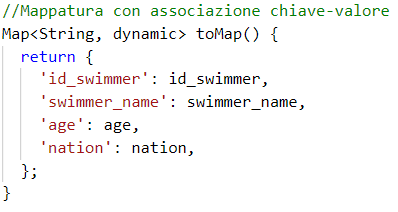 //Mappatura con associazione chiave-valore
Map<String, dynamic> toMap() {
  return {
    'id_swimmer': id_swimmer,
    'swimmer_name': swimmer_name,
    'age': age,
    'nation': nation,
  };
}